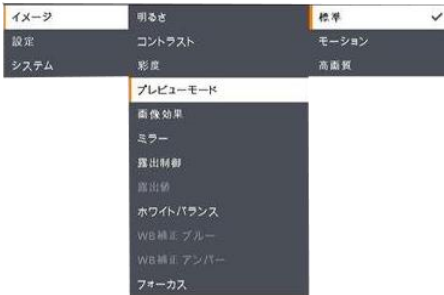 イメージ
設定
システム
明るさ
コントラスト
彩度
プレビューモード
画像効果
ミラー
露出制御
露出値
ホワイトバランス
WB補正 ブルー
WB補正 アンバー
フォーカス
標準
モーション
高画質